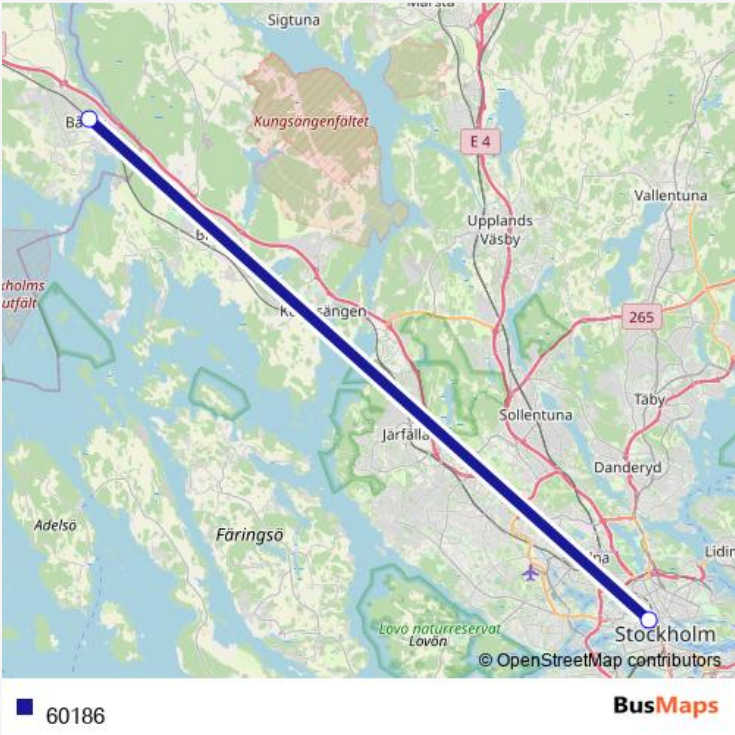 Märsta
Sigtuna
Kungsängenfältet
E 4
Vallentuna
Upplands
Väsby
265
Täby
Sollentuna
Järfälla
Danderyd
Adelsö
Färingsö
Lovö naturreservat
Lovön
Stockholm
© OpenStreetMap contributors
60186
BusMaps